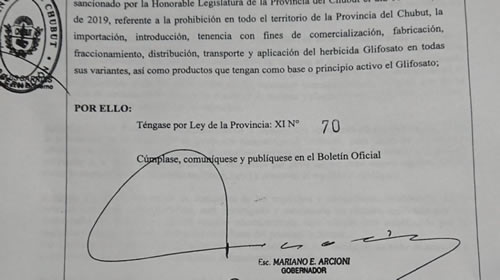 sancionado por la Honorable Legislatura de la Provincia del Chubut el día
de 2019, referente a la prohibición en todo el territorio de la Provincia del Chubut, la
importación, introducción, tenencia con fines de comercialización, fabricación,
fraccionamiento, distribución, transporte y aplicación del herbicida Glifosato en todas
sus variantes, así como productos que tengan como base o principio activo el Glifosato;
CHUBUT
POR ELLO:
Téngase por Ley de la Provincia: XI N° 70
Cúmplase, comuníquese y publíquese en el Boletín Oficial
Esc. MARIANO E. ARCIONI
GOBERNADOR